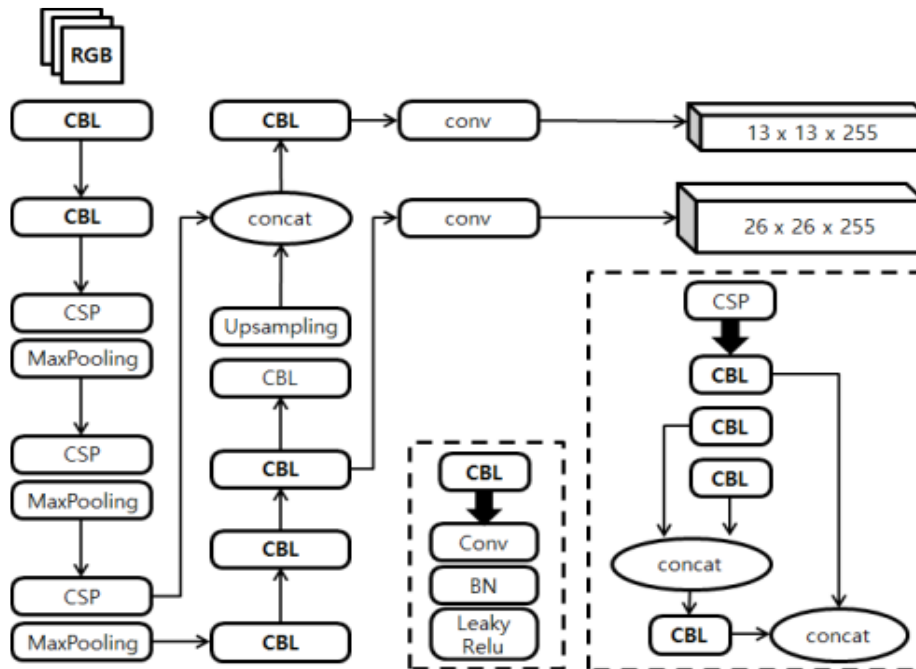 RGB
CBL
CBL
CSP
MaxPooling
CSP
MaxPooling
CSP
MaxPooling
CBL
concat
Upsampling
CBL
CBL
CBL
CBL
conv
conv
13 x 13 x 255
26 x 26 x 255
CBL
Conv
BN
Leaky
Relu
CSP
CBL
CBL
CBL
concat
CBL
concat